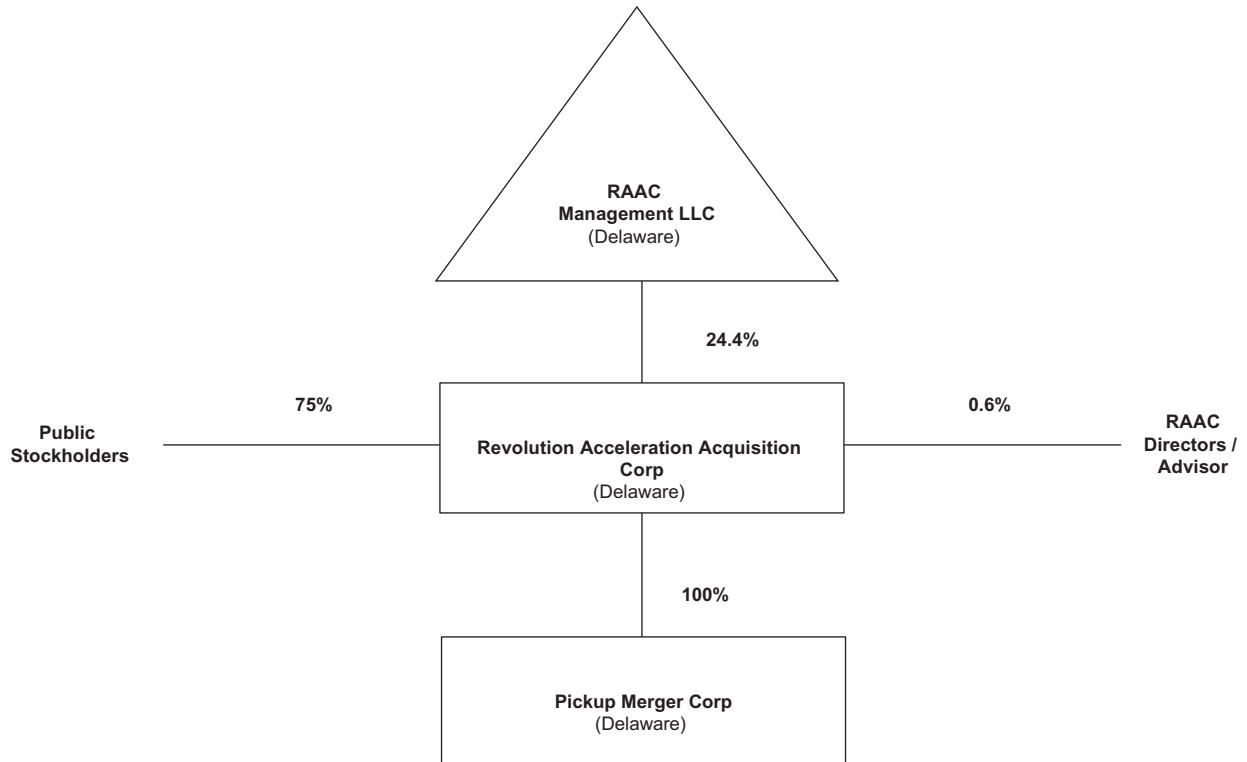 RAAC
Management LLC
(Delaware)
24.4%
75%
0.6%
Public
Stockholders
Revolution Acceleration Acquisition
Corp
(Delaware)
RAAC
Directors /
Advisor
100%
Pickup Merger Corp
(Delaware)